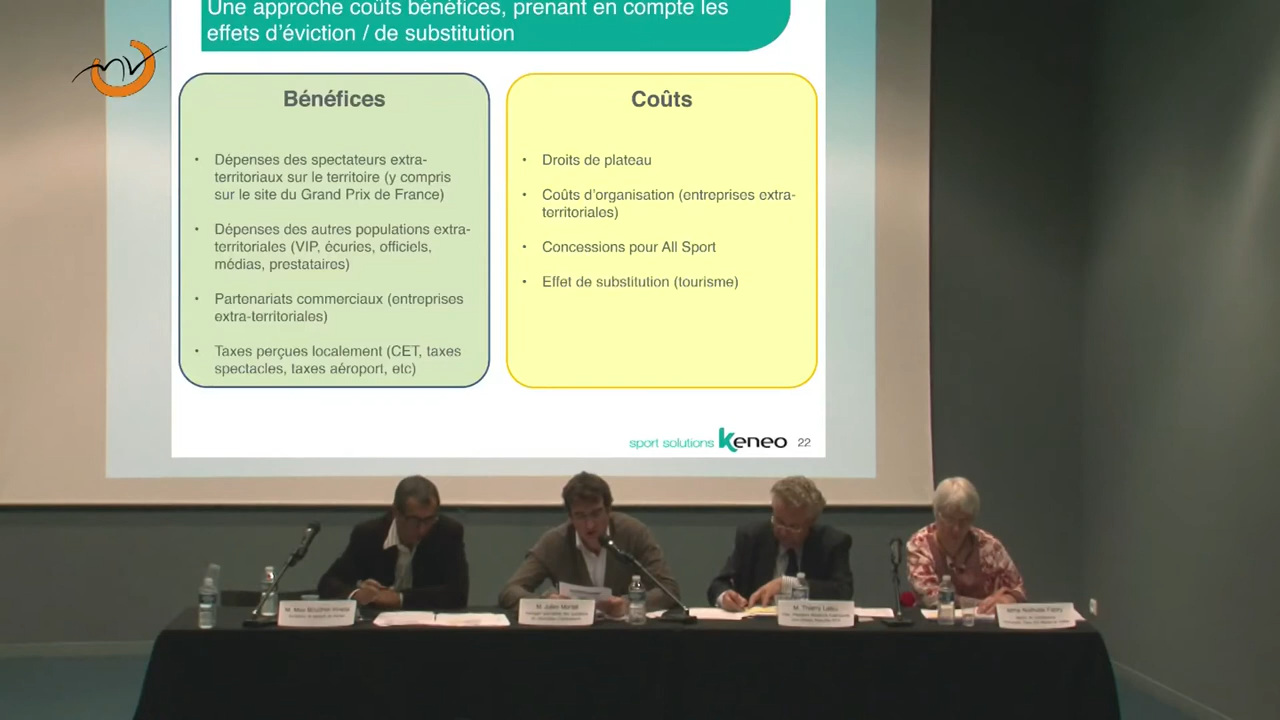 Une approche coûts bénéfices, prenant en compte les
effets d'éviction / de substitution
Bénéfices
• Dépenses des spectateurs extra-
territoriaux sur le territoire (y compris
sur le site du Grand Prix de France)
• Dépenses des autres populations extra-
territoriales (VIP, écuries, officiels,
médias, prestataires)
• Partenariats commerciaux (entreprises
extra-territoriales)
• Taxes perçues localement (CET, taxes
spectacles, taxes aéroport, etc)
Coûts
• Droits de plateau
• Coûts d'organisation (entreprises extra-
territoriales)
• Concessions pour All Sport
• Effet de substitution (tourisme)
sport solutions keneo 22
M. Julien
M. Thierry
Mme Nathalie